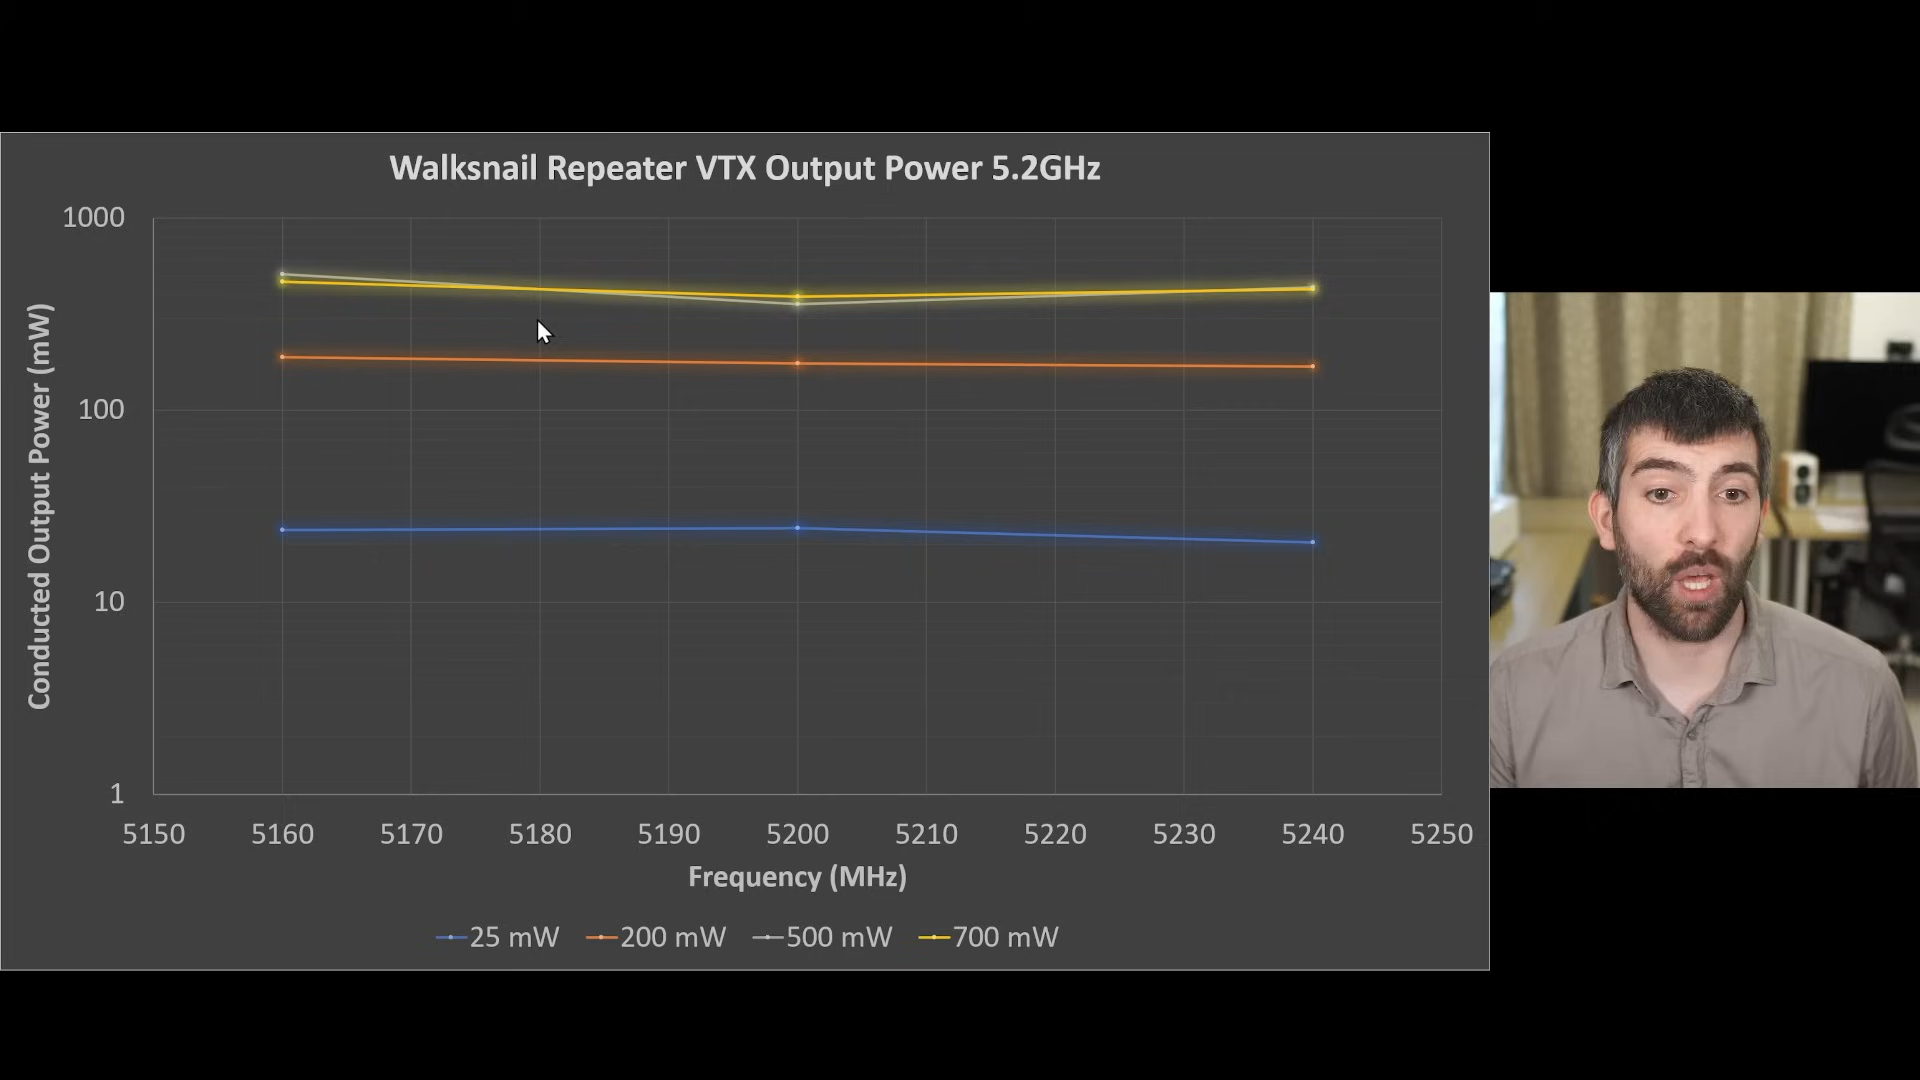 Walksnail Repeater VTX Output Power 5.2GHz
Conducted Output Power (mW)
1000
100
10
1
5150 5160 5170 5180 5190 5200 5210 5220 5230 5240 5250
Frequency (MHz)
25 mW 200 mW 500 mW 700 mW